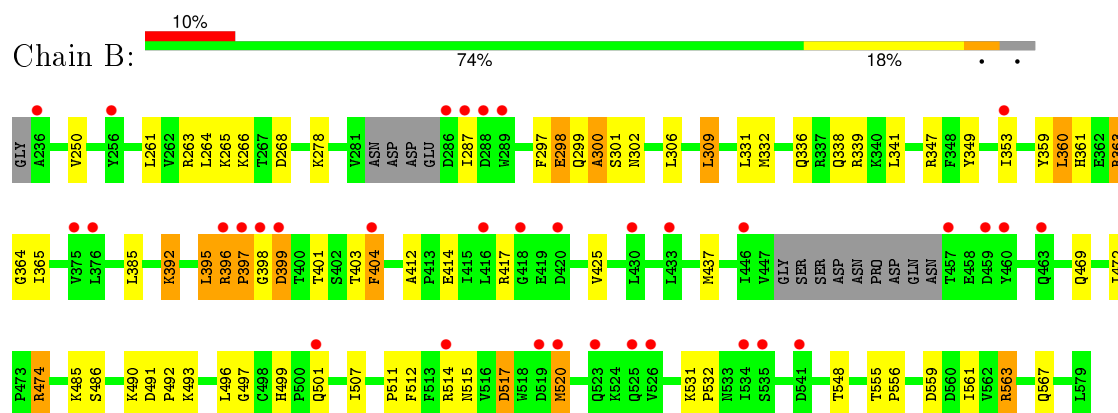 10%
Chain B:
74% 18% • •
GLY A236 V250 Y256 L261 V262 R263 L264 K265 K266 T267 D268 K278 V281 ASN ASP ASP GLU D286 I287 D288 W289 F297 E298 Q299 A300 S301 N302 L306 L309 L331 M332 Q336 R337 Q338 R339 K340 L341 R347 F348 Y349 I353 Y359 L360 H361 E362 R363
G364 I365 V375 L376 L385 K392 L395 R396 P397 G398 D399 T400 T401 S402 T403 F404 A412 P413 E414 I415 L416 R417 G418 E419 D420 V425 L430 L433 M437 I446 V447 GLY SER SER ASP ASN PRO ASP GLN ASN T457 E458 D459 Y460 Q463 Q469 I472
P473 R474 K485 S486 K490 D491 P492 K493 L496 G497 C498 H499 P500 Q501 I507 P511 F512 F513 R514 N515 V516 D517 W518 D519 M520 Q523 K524 Q525 V526 K531 P532 N533 I534 S535 D541 T548 T555 P556 D559 D560 I561 V562 R563 Q567 L579